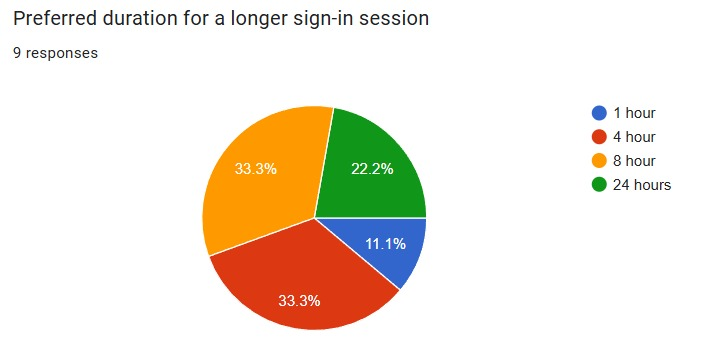 Preferred duration for a longer sign-in session
9 responses
33.3%
22.2%
11.1%
33.3%
1 hour
4 hour
8 hour
24 hours